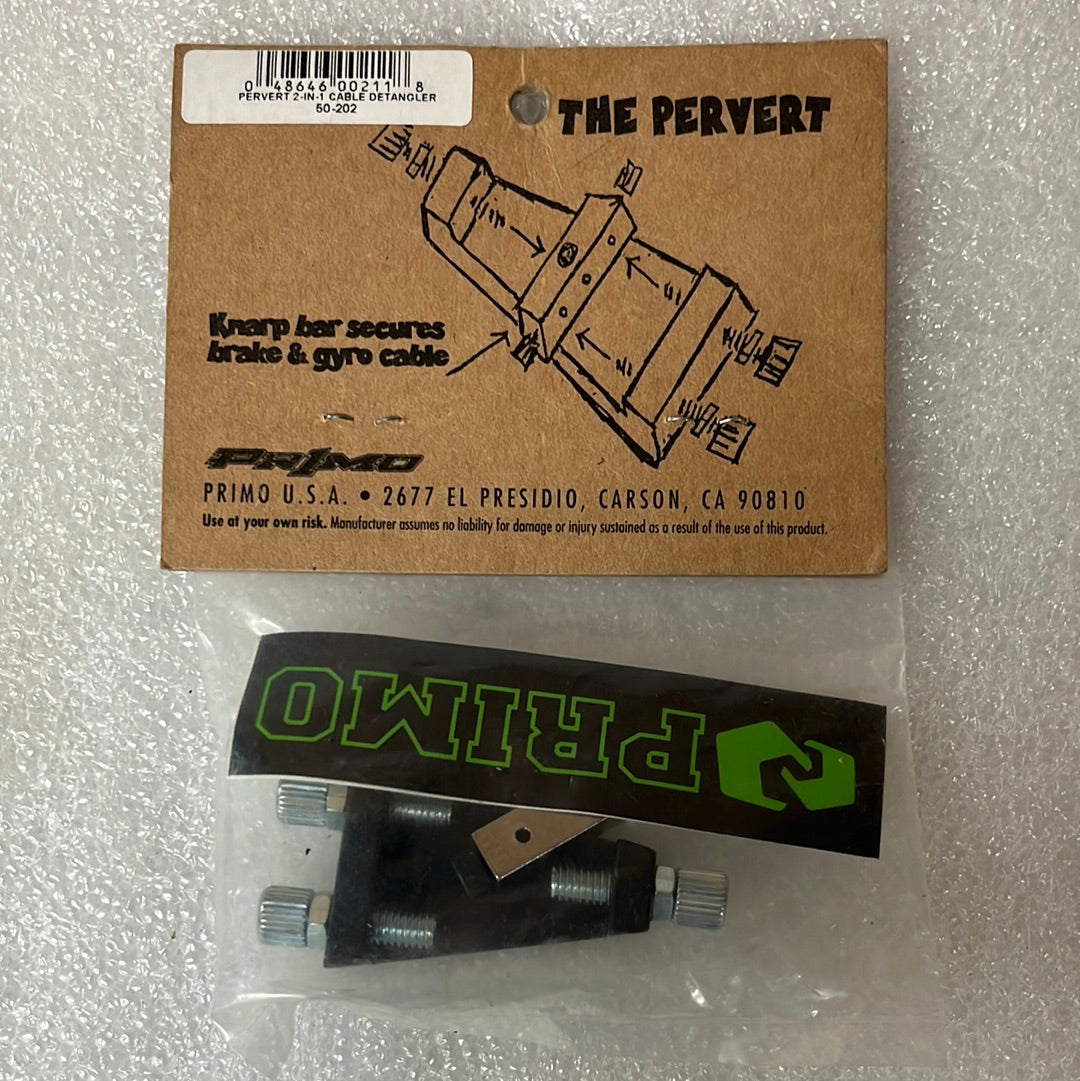 0 48646 00211 8
PERVERT 2-IN-1 CABLE DETANGLER
50-202
THE PERVERT
Knarp bar secures
brake & gyro cable
PRIMO
PRIMO U.S.A. • 2677 EL PRESIDIO, CARSON, CA 90810
Use at your own risk. Manufacturer assumes no liability for damage or injury sustained as a result of the use of this product.
PRIMO